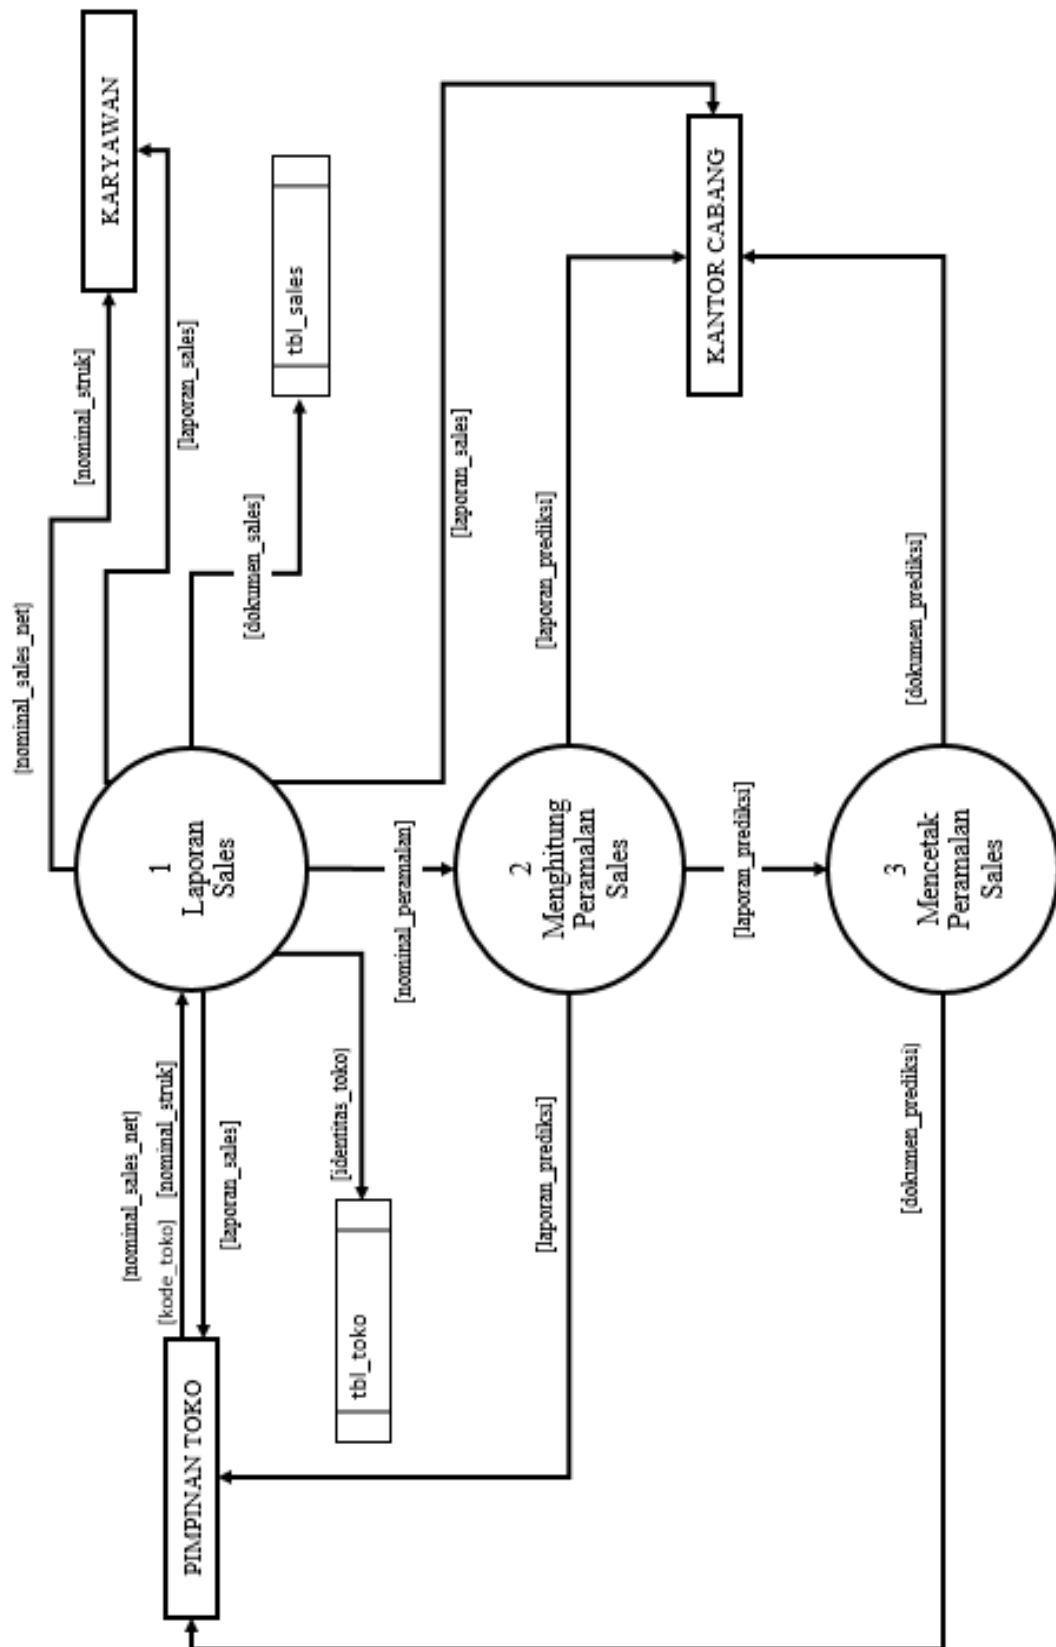 KARYAWAN
[nominal_struk]
[laporan_sales]
[nominal_sales_net]
tbl_sales
[dokumen_sales]
[laporan_sales]
KANTOR CABANG
[laporan_prediksi]
[dokumen_prediksi]
1
Laporan
Sales
[nominal_peramalan]
2
Menghitung
Peramalan
Sales
[laporan_prediksi]
3
Mencetak
Peramalan
Sales
[nominal_sales_net]
[kode_toko] [nominal_struk]
[laporan_sales]
[identitas_toko]
tbl_toko
[laporan_prediksi]
[dokumen_prediksi]
PIMPINAN TOKO